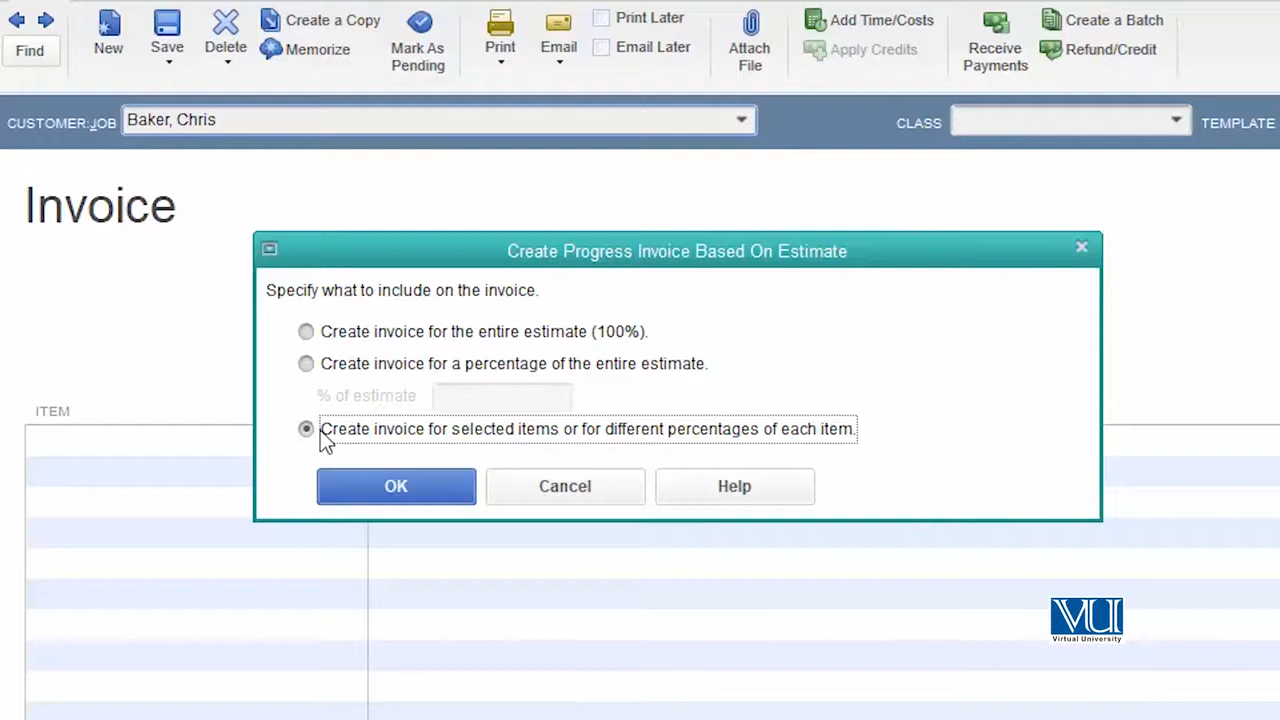 Find
New
Save
Delete
Create a Copy
Memorize
Mark As
Pending
Print
Email
Print Later
Email Later
Attach
File
Add Time/Costs
Apply Credits
Receive
Payments
Create a Batch
Refund/Credit
CUSTOMER:JOB Baker, Chris CLASS TEMPLATE
Invoice
Create Progress Invoice Based On Estimate
Specify what to include on the invoice.
Create invoice for the entire estimate (100%).
Create invoice for a percentage of the entire estimate.
% of estimate
Create invoice for selected items or for different percentages of each item.
OK Cancel Help
ITEM
VU
Virtual University